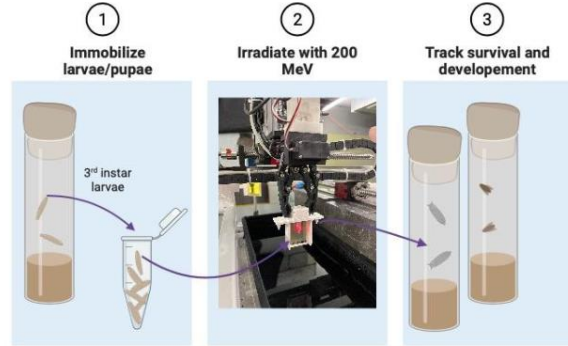 1
Immobilize
larvae/pupae
2
Irradiate with 200
MeV
3
Track survival and
developement
3rd instar
larvae